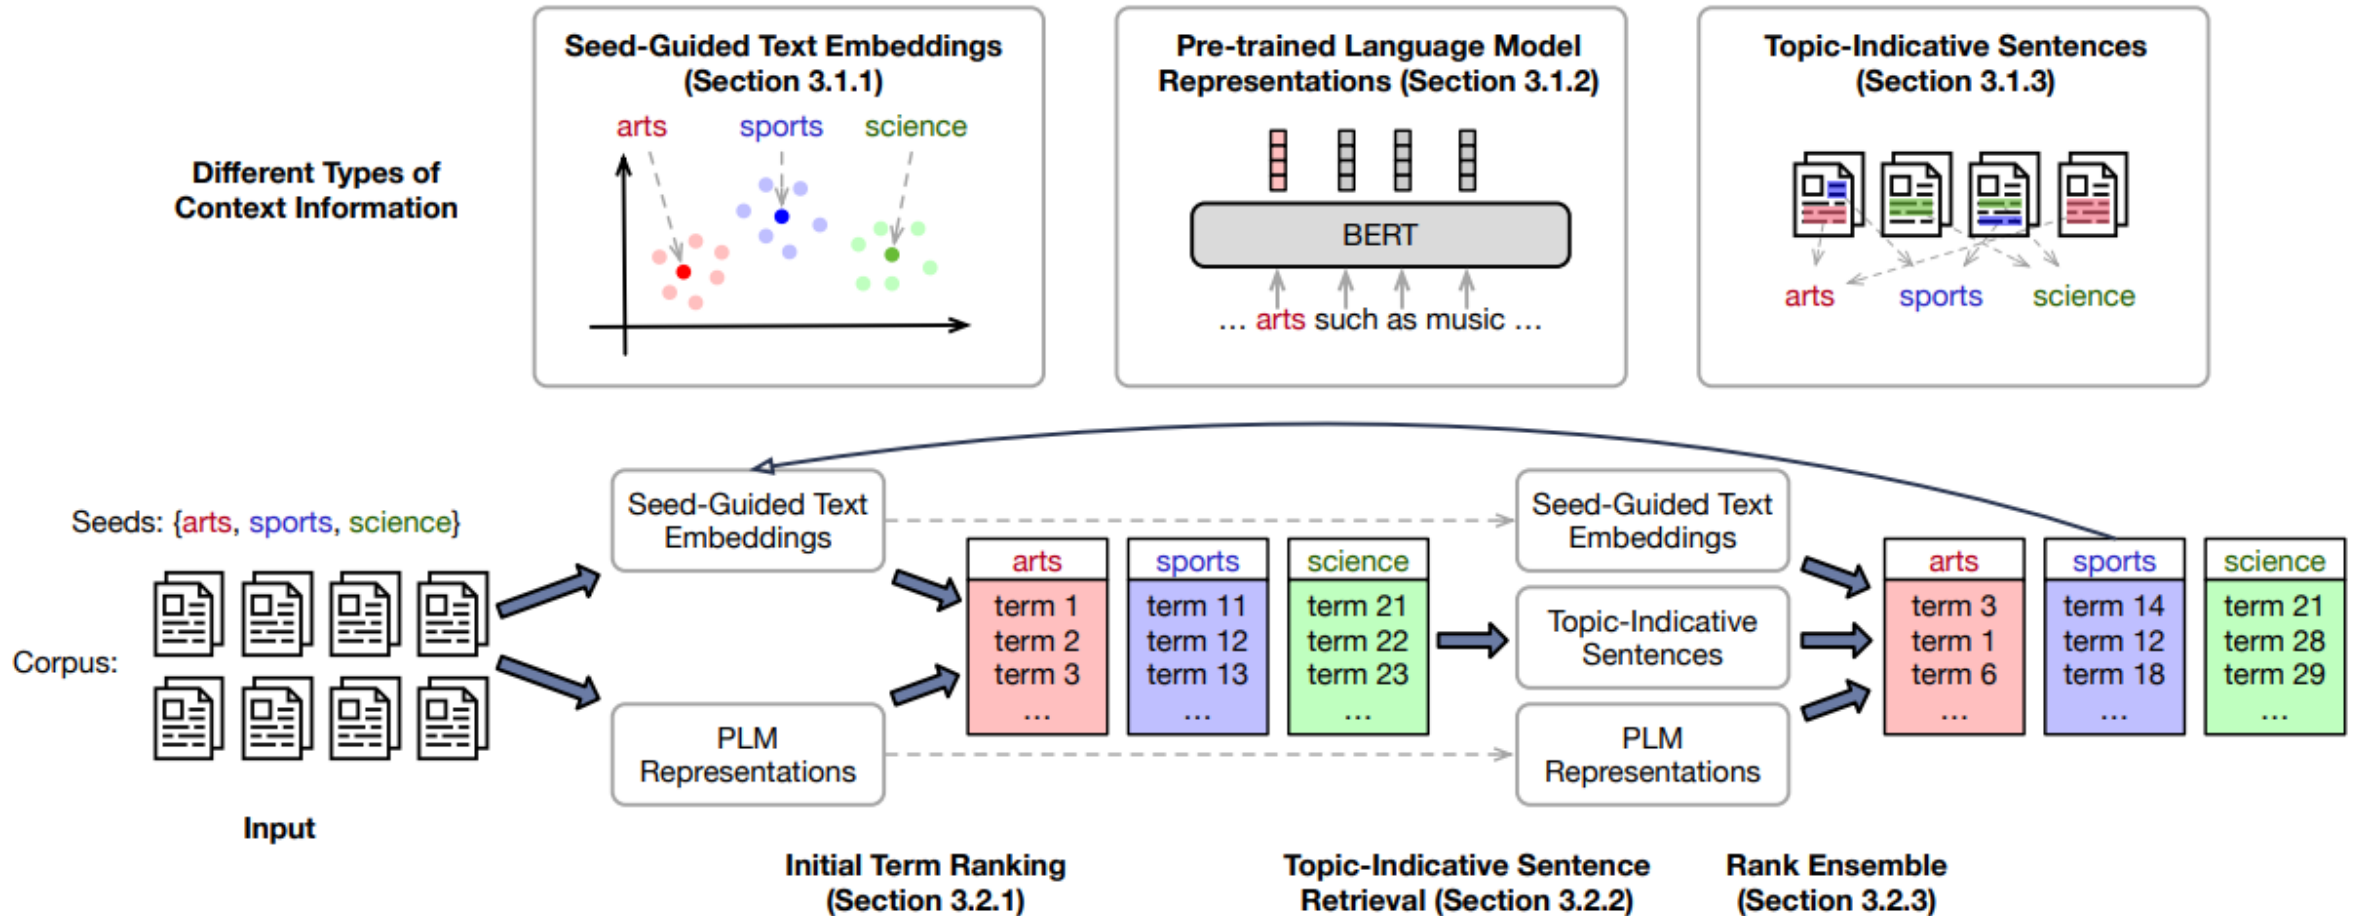 Seed-Guided Text Embeddings
(Section 3.1.1)
arts
sports
science
Pre-trained Language Model
Representations (Section 3.1.2)
BERT
... arts such as music ...
Topic-Indicative Sentences
(Section 3.1.3)
arts
sports
science
Different Types of
Context Information
Seeds: {arts, sports, science}
Corpus:
Input
Seed-Guided Text
Embeddings
PLM
Representations
arts
term 1
term 2
term 3
...
sports
term 11
term 12
term 13
...
science
term 21
term 22
term 23
...
Seed-Guided Text
Embeddings
Topic-Indicative
Sentences
PLM
Representations
arts
term 3
term 1
term 6
...
sports
term 14
term 12
term 18
...
science
term 21
term 28
term 29
...
Initial Term Ranking
(Section 3.2.1)
Topic-Indicative Sentence
Retrieval (Section 3.2.2)
Rank Ensemble
(Section 3.2.3)